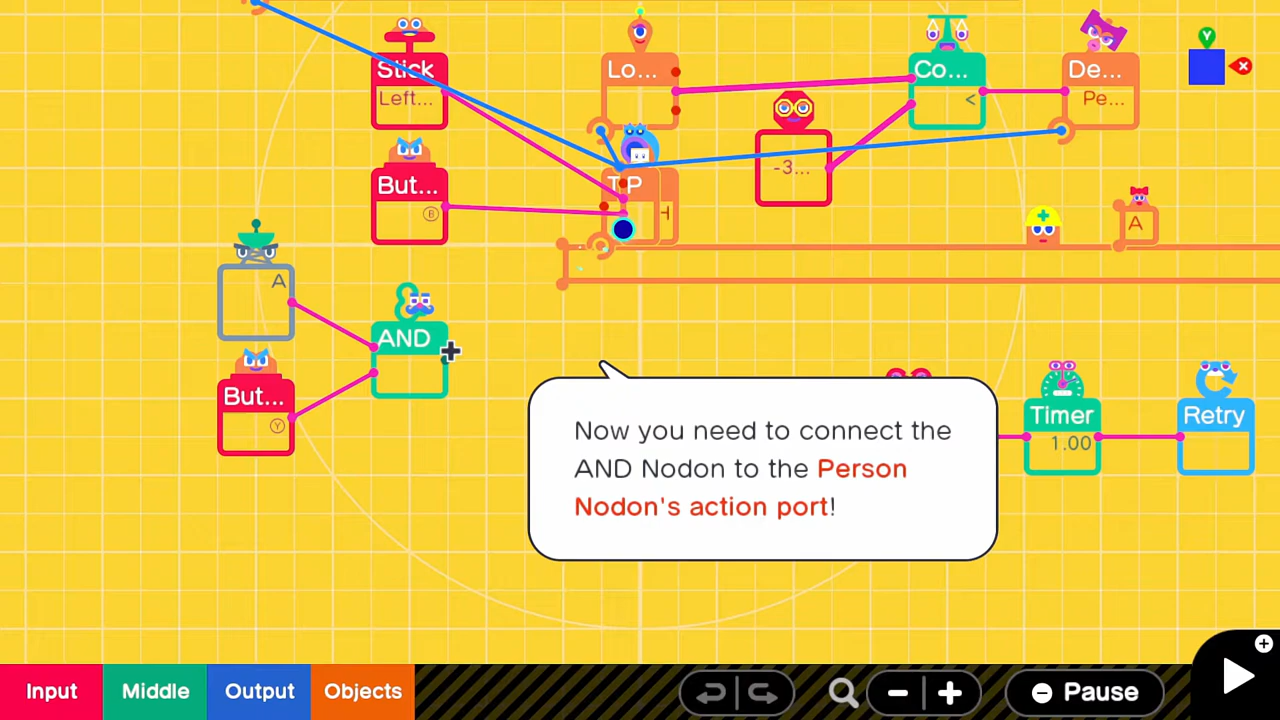 Stick
Left...
Lo...
Co...
<
De...
Pe...
Y
But...
B
-3...
T P
A
A
AND
But...
Y
Now you need to connect the
AND Nodon to the Person
Nodon's action port!
Timer
1.00
Retry
Input
Middle
Output
Objects
Pause